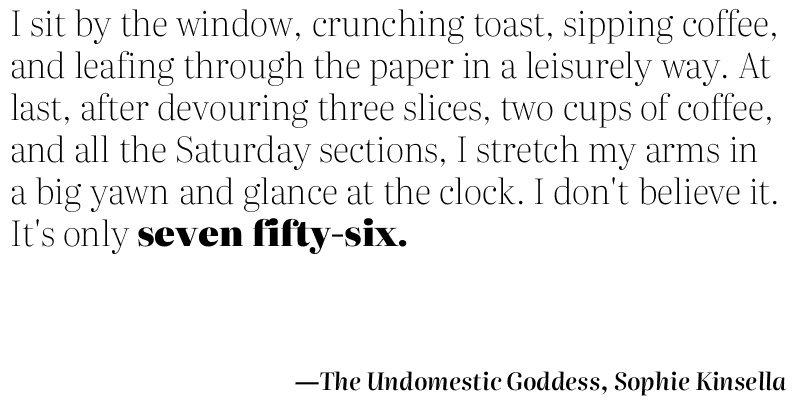 I sit by the window, crunching toast, sipping coffee,
and leafing through the paper in a leisurely way. At
last, after devouring three slices, two cups of coffee,
and all the Saturday sections, I stretch my arms in
a big yawn and glance at the clock. I don't believe it.
It's only seven fifty-six.
—The Undomestic Goddess, Sophie Kinsella